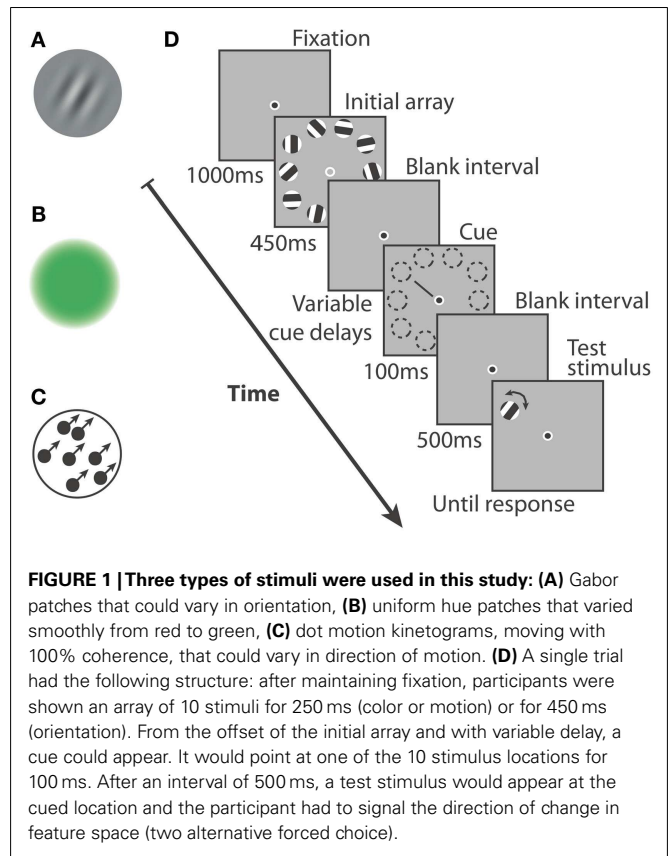 A
D
Fixation
Initial array
1000ms
Blank interval
B
450ms
Cue
Variable
cue delays
Blank interval
100ms
Test
stimulus
C
Time
500ms
Until response
FIGURE 1 | Three types of stimuli were used in this study: (A) Gabor
patches that could vary in orientation, (B) uniform hue patches that varied
smoothly from red to green, (C) dot motion kinetograms, moving with
100% coherence, that could vary in direction of motion. (D) A single trial
had the following structure: after maintaining fixation, participants were
shown an array of 10 stimuli for 250 ms (color or motion) or for 450 ms
(orientation). From the offset of the initial array and with variable delay, a
cue could appear. It would point at one of the 10 stimulus locations for
100 ms. After an interval of 500 ms, a test stimulus would appear at the
cued location and the participant had to signal the direction of change in
feature space (two alternative forced choice).